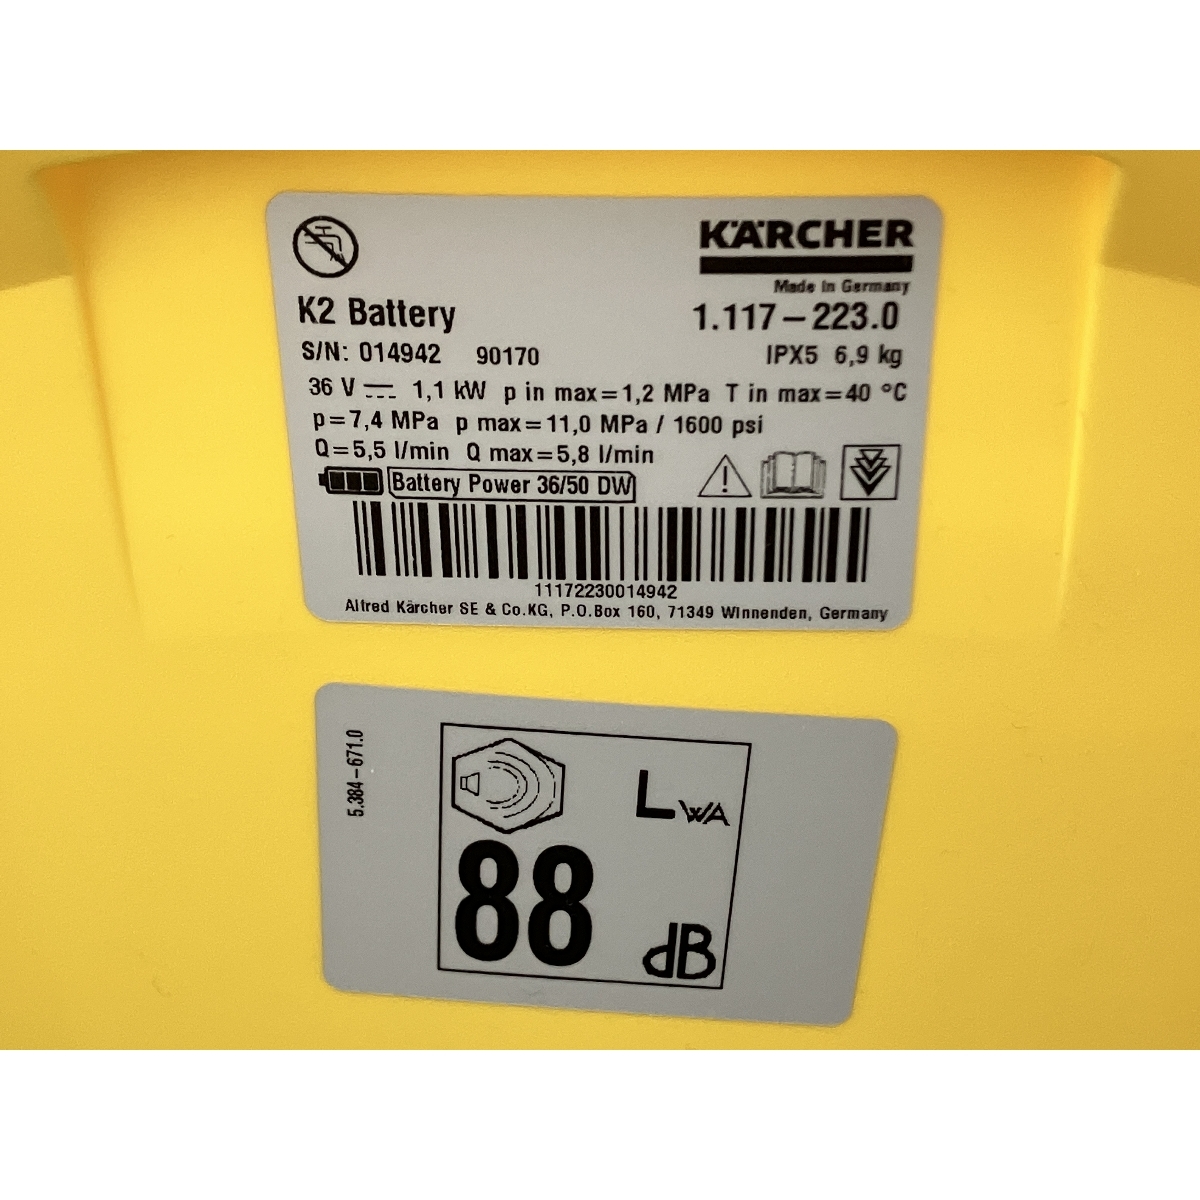 KÄRCHER
Made in Germany
K2 Battery 1.117-223.0
S/N: 014942 90170 IPX5 6,9 kg
36 V 1,1 kW p in max=1,2 MPa T in max=40 °C
p=7,4 MPa p max=11,0 MPa / 1600 psi
Q=5,5 l/min Q max=5,8 l/min
Battery Power 36/50 DW
11172230014942
Alfred Kärcher SE & Co.KG, P.O.Box 160, 71349 Winnenden, Germany
5.384-671.0
LWA
88 dB